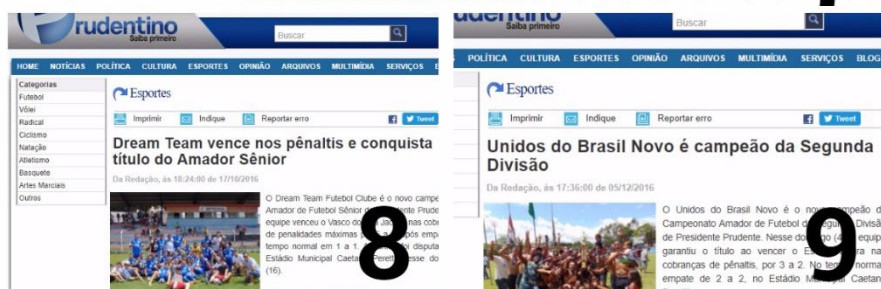 rudentino
Saiba primeiro
Buscar
HOME NOTÍCIAS POLÍTICA CULTURA ESPORTES OPINIÃO ARQUIVOS MULTIMÍDIA SERVIÇOS
Categorias
Futebol
Vôlei
Radical
Ciclismo
Natação
Atletismo
Basquete
Artes Marciais
Outros
Esportes
Imprimir Indique Reportar erro Tweet
Dream Team vence nos pênaltis e conquista
título do Amador Sênior
Da Redação, às 18:24:00 de 17/10/2016
O Dream Team Futebol Clube é o novo
Amador de Futebol Sênior
equipe venceu o Vasco do nas
de penalidades máximas
tempo normal em 1 a
Estádio Municipal
(16).
8
Saiba primeiro
Buscar
POLÍTICA CULTURA ESPORTES OPINIÃO ARQUIVOS MULTIMÍDIA SERVIÇOS BLOG
Esportes
Imprimir Indique Reportar erro Tweet
Unidos do Brasil Novo é campeão da Segunda
Divisão
Da Redação, às 17:36:00 de 05/12/2016
O Unidos do Brasil Novo é o
Campeonato Amador de Futebol
de Presidente Prudente. Nesse equip
garantiu o título ao vencer o na
cobranças de pênaltis, por 3 a 2. No norma
empate de 2 a 2, no Estádio Caetan
9